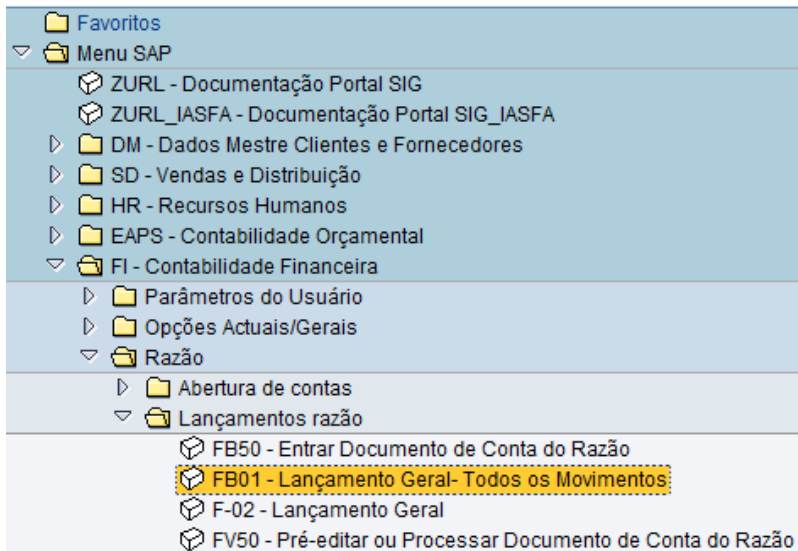 Favoritos
Menu SAP
ZURL - Documentação Portal SIG
ZURL_IASFA - Documentação Portal SIG_IASFA
DM - Dados Mestre Clientes e Fornecedores
SD - Vendas e Distribuição
HR - Recursos Humanos
EAPS - Contabilidade Orçamental
FI - Contabilidade Financeira
Parâmetros do Usuário
Opções Actuais/Gerais
Razão
Abertura de contas
Lançamentos razão
FB50 - Entrar Documento de Conta do Razão
FB01 - Lançamento Geral- Todos os Movimentos
F-02 - Lançamento Geral
FV50 - Pré-editar ou Processar Documento de Conta do Razão